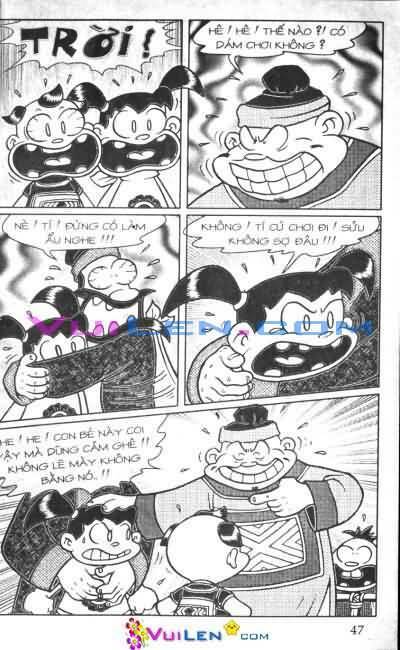 TRỜI!
HÊ! HÊ! THẾ NÀO?! CÓ
DÁM CHƠI KHÔNG?
NÈ! TÍ! ĐỪNG CÓ LÀM
ẨU NGHE!!!
KHÔNG! TÍ CỨ CHƠI ĐI! SỬU
KHÔNG SỢ ĐÂU!!!
VuiLen.com
HE! HE! CON BÉ NÀY COI
VẬY MÀ DŨNG CẢM GHÊ!!
KHÔNG LẼ MÀY KHÔNG
BẰNG NÓ..!!
47
VuiLen.com